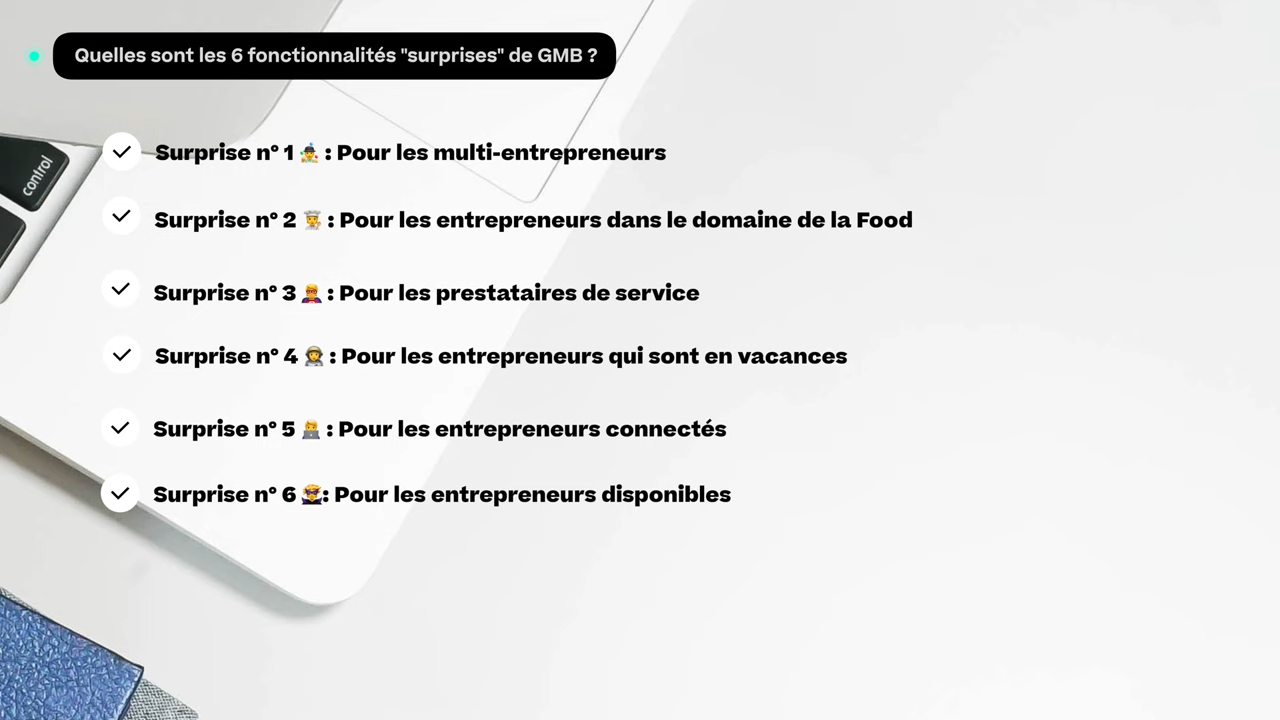 Quelles sont les 6 fonctionnalités "surprises" de GMB ?
control
Surprise n° 1 🤹‍♂️ : Pour les multi-entrepreneurs
Surprise n° 2 👨‍🍳 : Pour les entrepreneurs dans le domaine de la Food
Surprise n° 3 🦸‍♂️ : Pour les prestataires de service
Surprise n° 4 👩‍🚀 : Pour les entrepreneurs qui sont en vacances
Surprise n° 5 👨‍💻 : Pour les entrepreneurs connectés
Surprise n° 6 🦹‍♂️: Pour les entrepreneurs disponibles